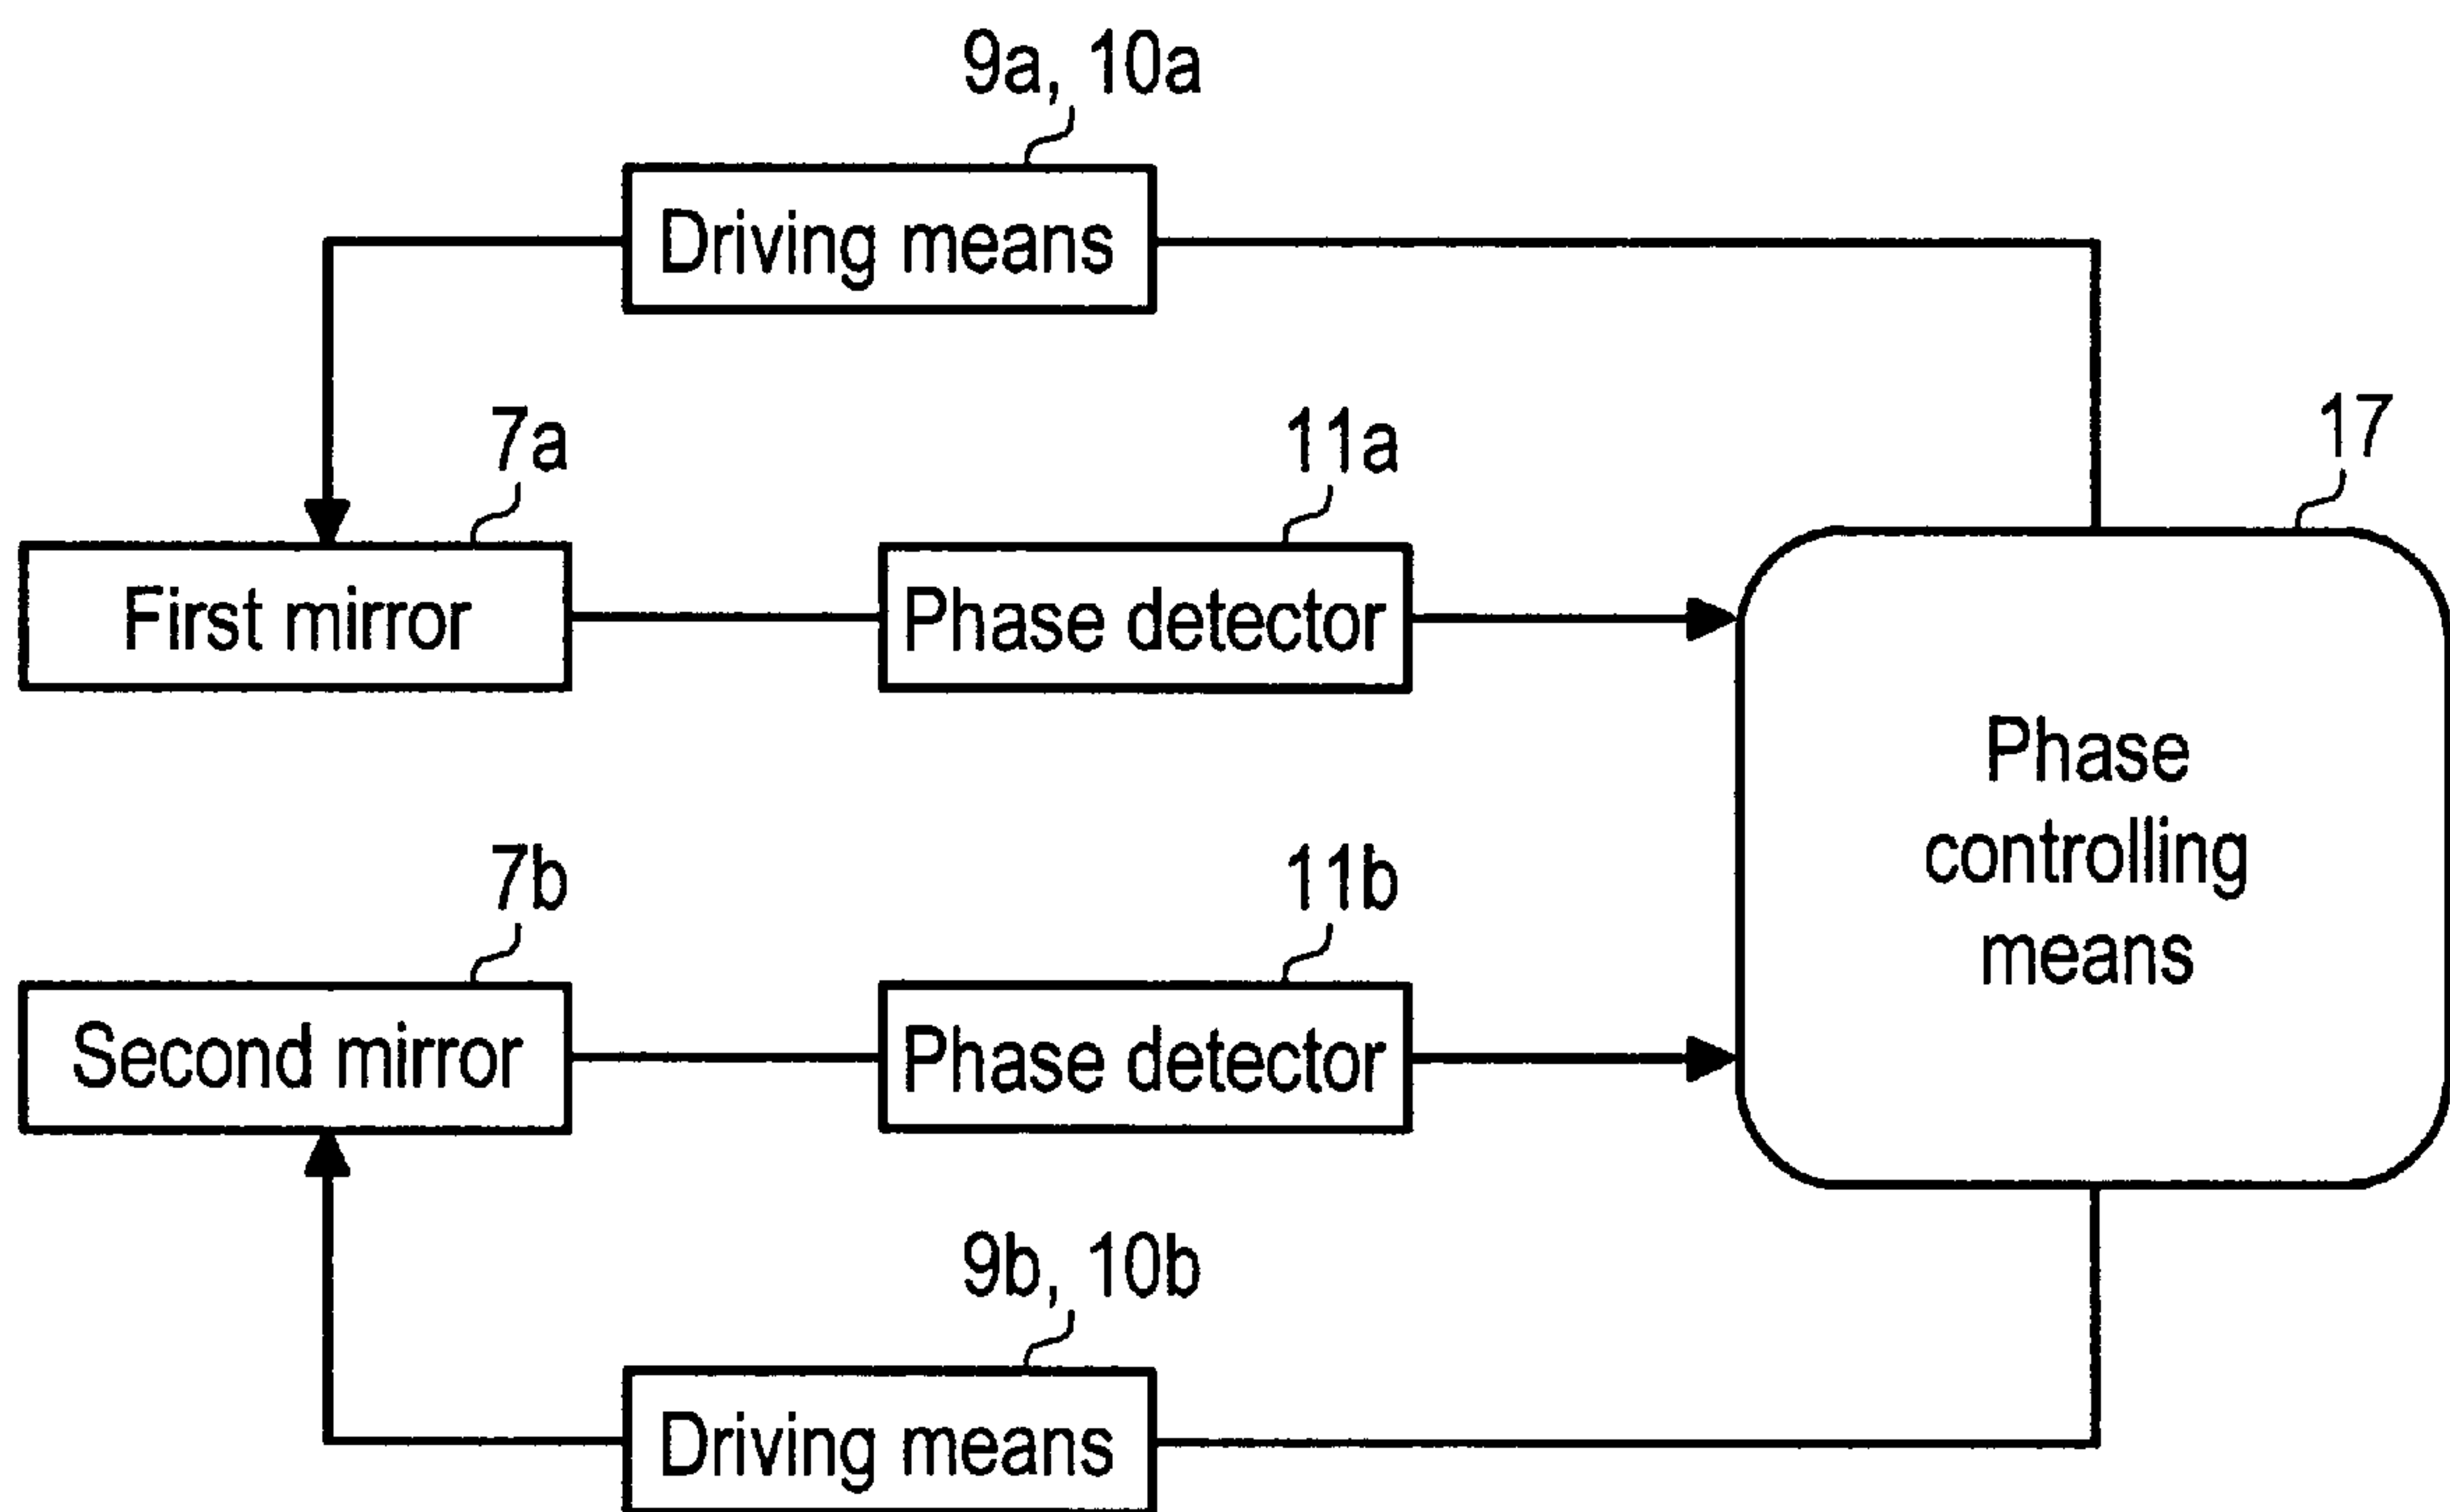 9a, 10a
Driving means
7a
11a
17
First mirror
Phase detector
Phase
controlling
means
7b
11b
Second mirror
Phase detector
9b, 10b
Driving means